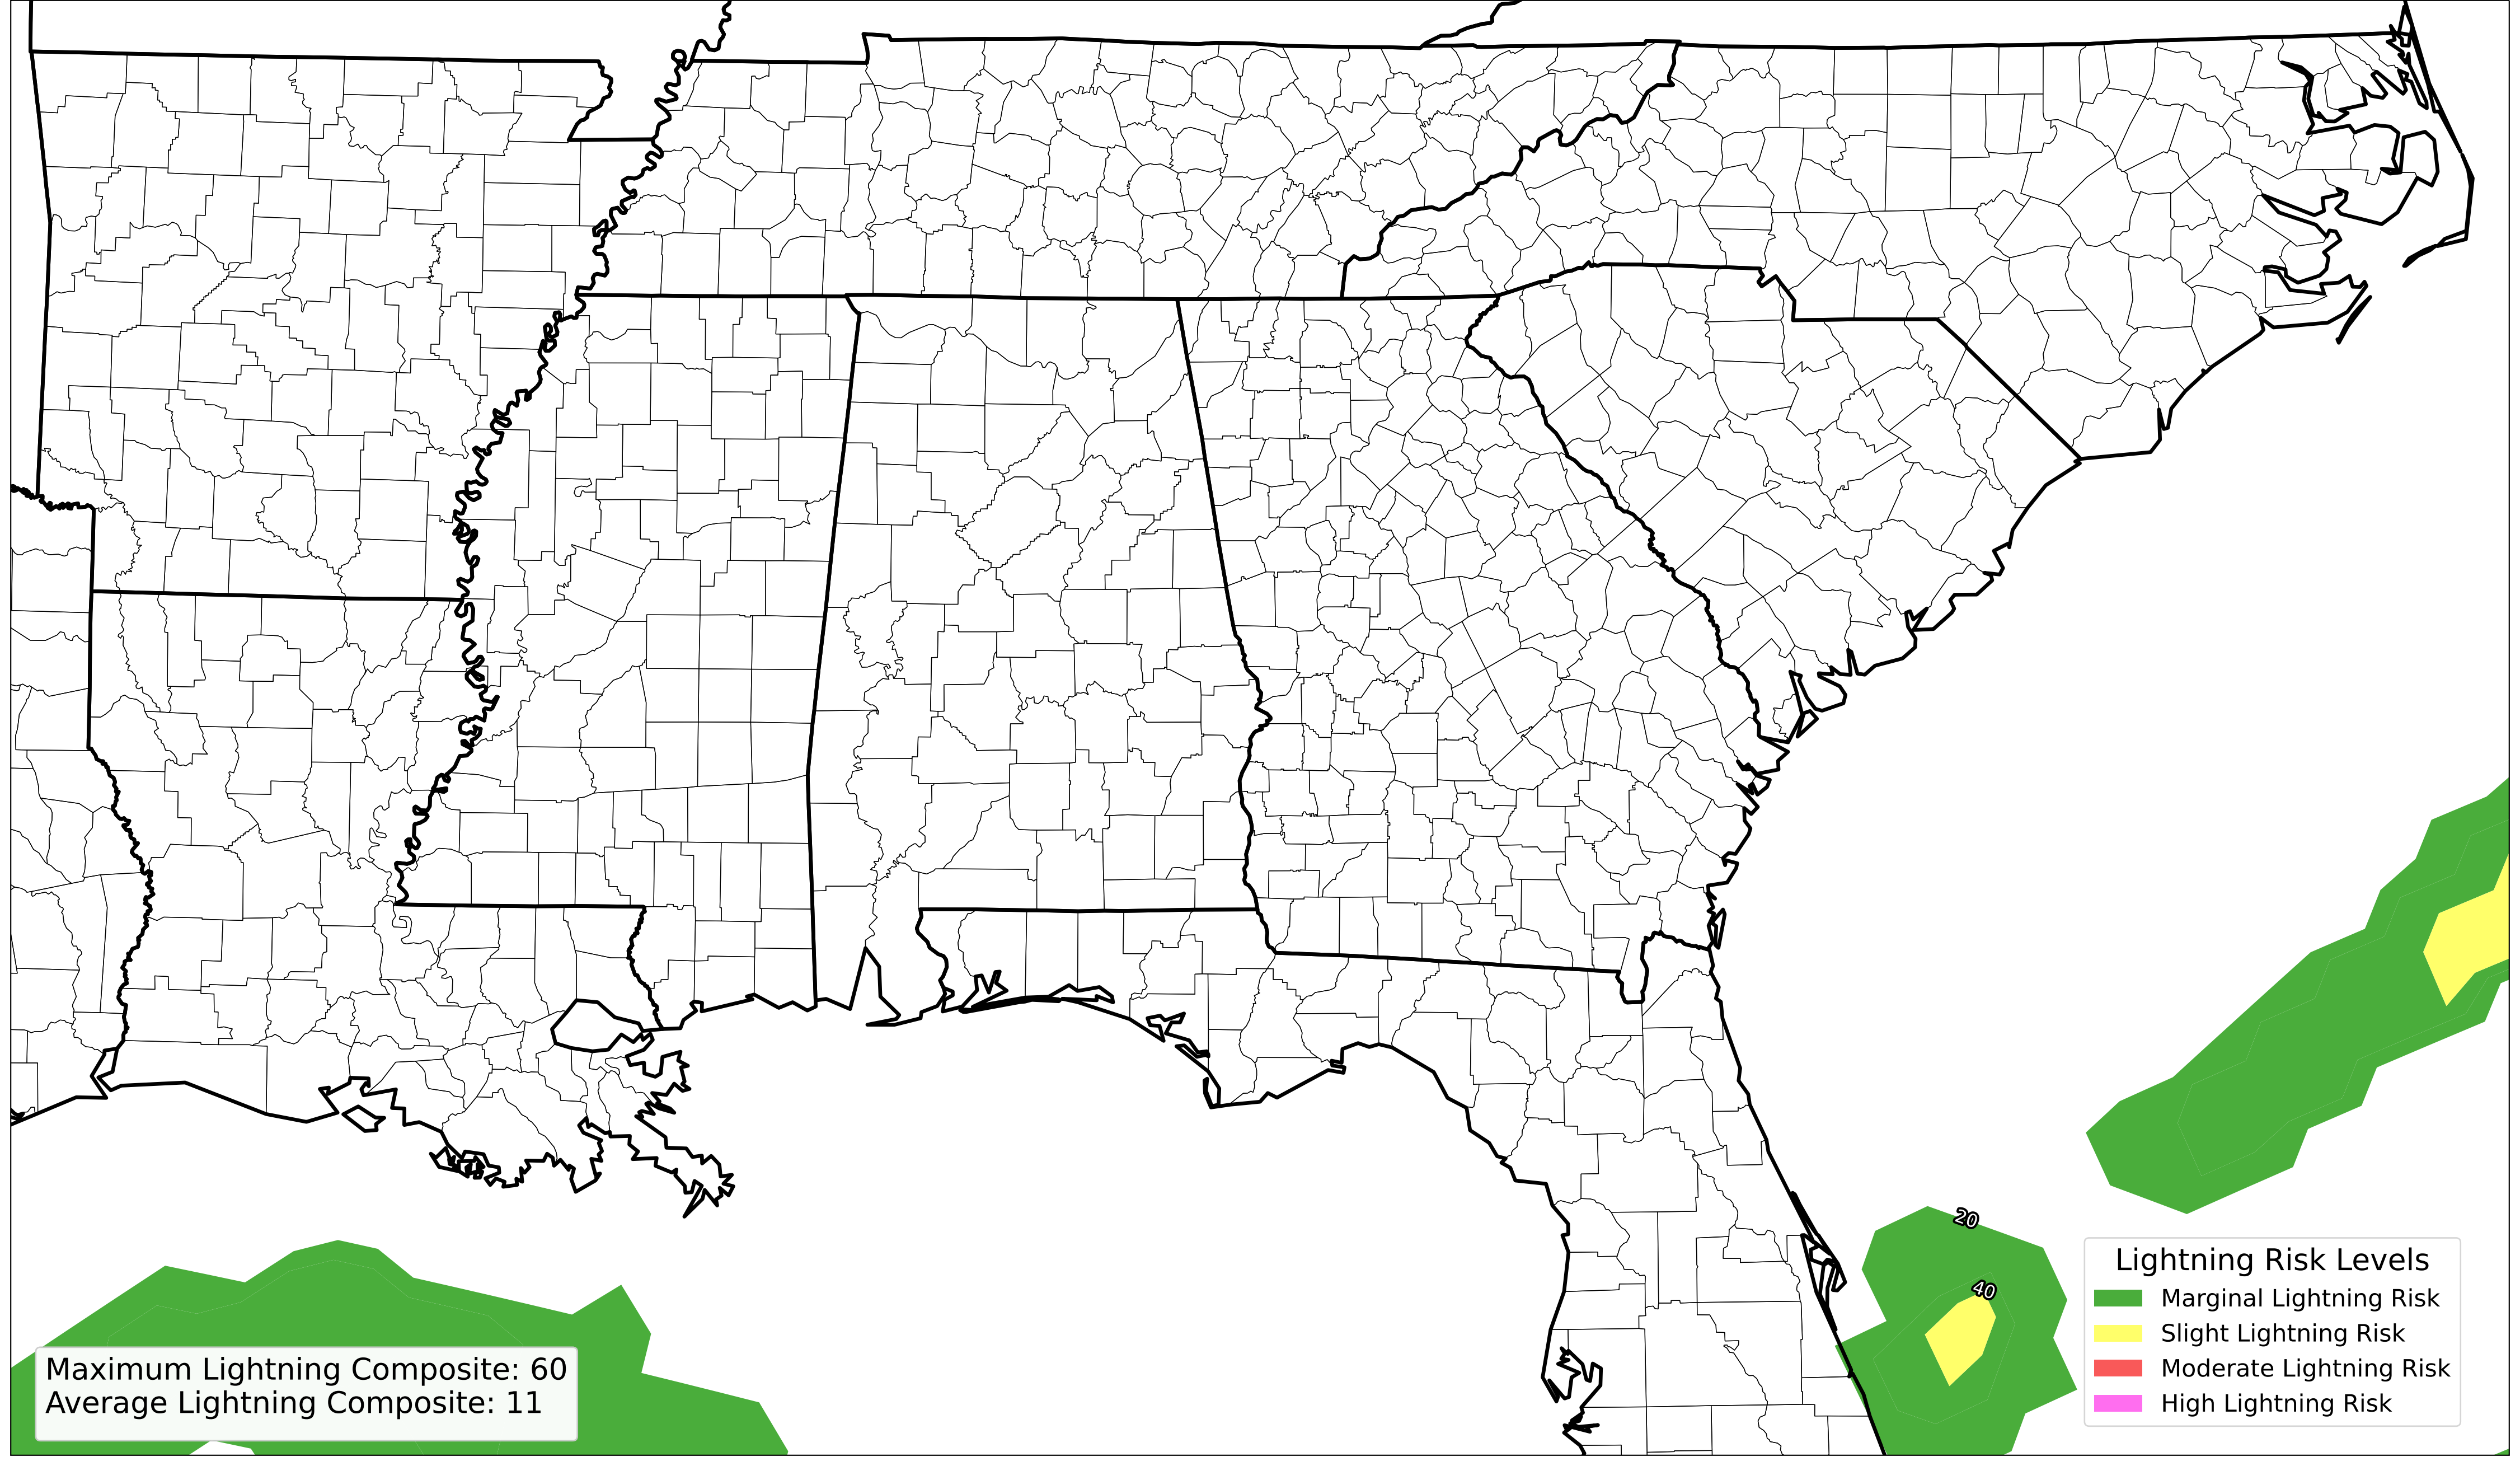 20
40
Lightning Risk Levels
Marginal Lightning Risk
Slight Lightning Risk
Moderate Lightning Risk
High Lightning Risk
Maximum Lightning Composite: 60
Average Lightning Composite: 11